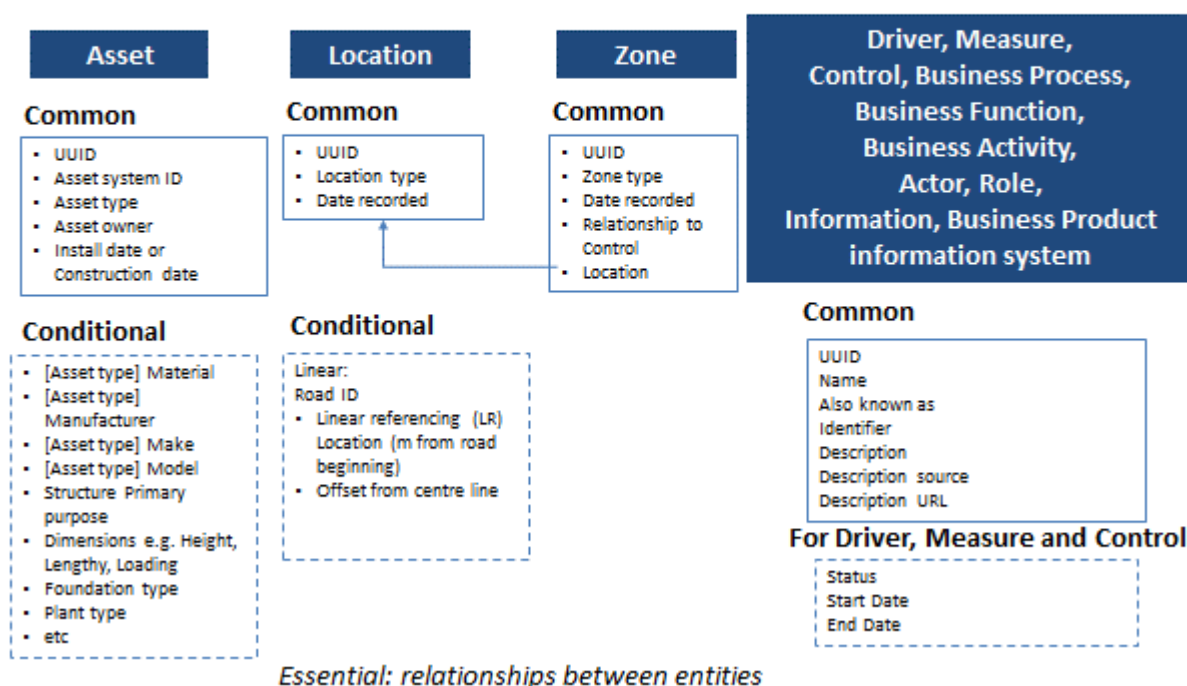 Asset
Common
▪ UUID
▪ Asset system ID
▪ Asset type
▪ Asset owner
▪ Install date or
Construction date
Conditional
▪ [Asset type] Material
▪ [Asset type]
Manufacturer
▪ [Asset type] Make
▪ [Asset type] Model
▪ Structure Primary
purpose
▪ Dimensions e.g. Height,
Lengthy, Loading
▪ Foundation type
▪ Plant type
▪ etc
Location
Common
▪ UUID
▪ Location type
▪ Date recorded
Conditional
Linear:
Road ID
▪ Linear referencing (LR)
Location (m from road
beginning)
▪ Offset from centre line
Zone
Common
▪ UUID
▪ Zone type
▪ Date recorded
▪ Relationship to
Control
▪ Location
Driver, Measure,
Control, Business Process,
Business Function,
Business Activity,
Actor, Role,
Information, Business Product
information system
Common
UUID
Name
Also known as
Identifier
Description
Description source
Description URL
For Driver, Measure and Control
Status
Start Date
End Date
Essential: relationships between entities